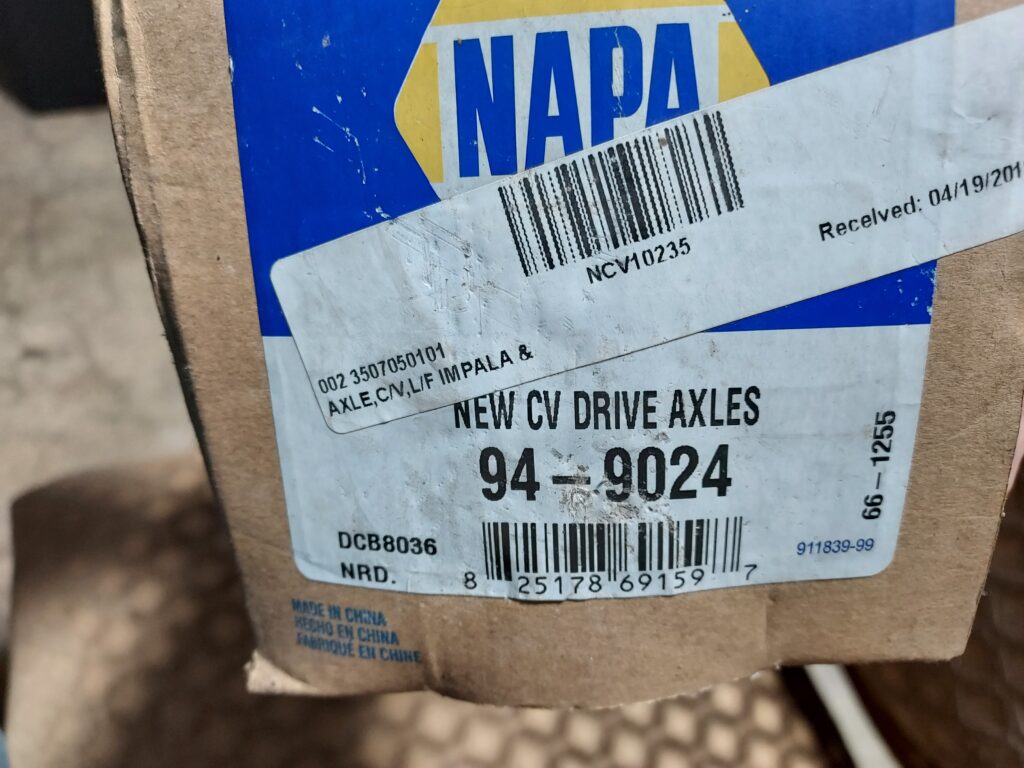 NAPA
NCV10235
Received: 04/19/201
002 3507050101
AXLE,C/V,L/F IMPALA &
NEW CV DRIVE AXLES
94-9024
66-1255
DCB8036
NRD.
911839-99
8 25178 69159 7
MADE IN CHINA
HECHO EN CHINA
FABRIQUÉ EN CHINE